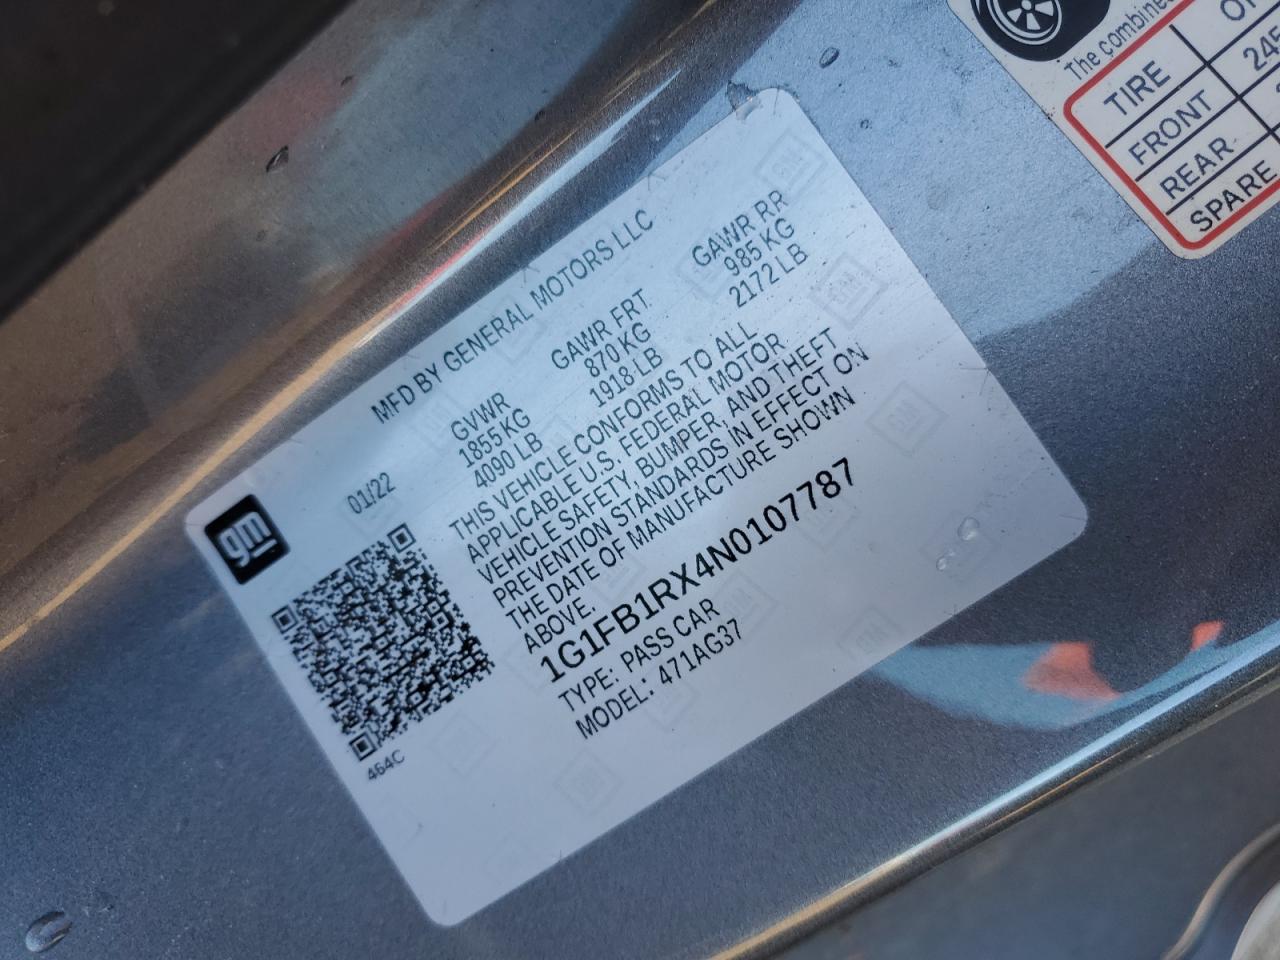 MFD BY GENERAL MOTORS LLC
01/22
GVWR
1855 KG
4090 LB
GAWR FRT
870 KG
1918 LB
GAWR RR
985 KG
2172 LB
THIS VEHICLE CONFORMS TO ALL
APPLICABLE U.S. FEDERAL MOTOR
VEHICLE SAFETY, BUMPER, AND THEFT
PREVENTION STANDARDS IN EFFECT ON
THE DATE OF MANUFACTURE SHOWN
ABOVE.
1G1FB1RX4N0107787
TYPE: PASS CAR
MODEL: 471AG37
gm
464C
The combined
TIRE
FRONT 245
REAR
SPARE